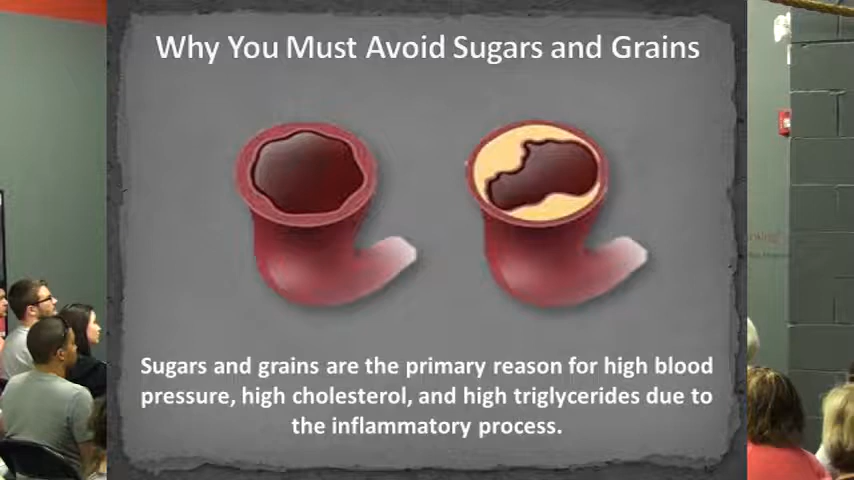 Why You Must Avoid Sugars and Grains
Sugars and grains are the primary reason for high blood
pressure, high cholesterol, and high triglycerides due to
the inflammatory process.